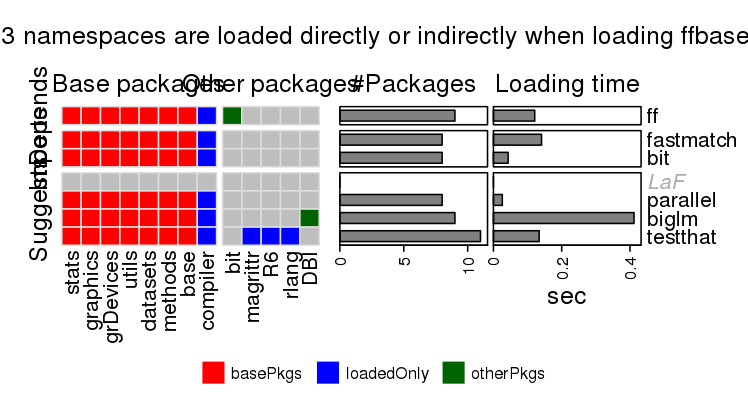 3 namespaces are loaded directly or indirectly when loading ffbase
Base packages
Other packages
#Packages
Loading time
Depends
Suggests
ff
fastmatch
bit
LaF
parallel
biglm
testthat
stats
graphics
grDevices
utils
datasets
methods
base
compiler
bit
magrittr
R6
rlang
DBI
0
5
10
0
0.2
0.4
sec
basePkgs
loadedOnly
otherPkgs